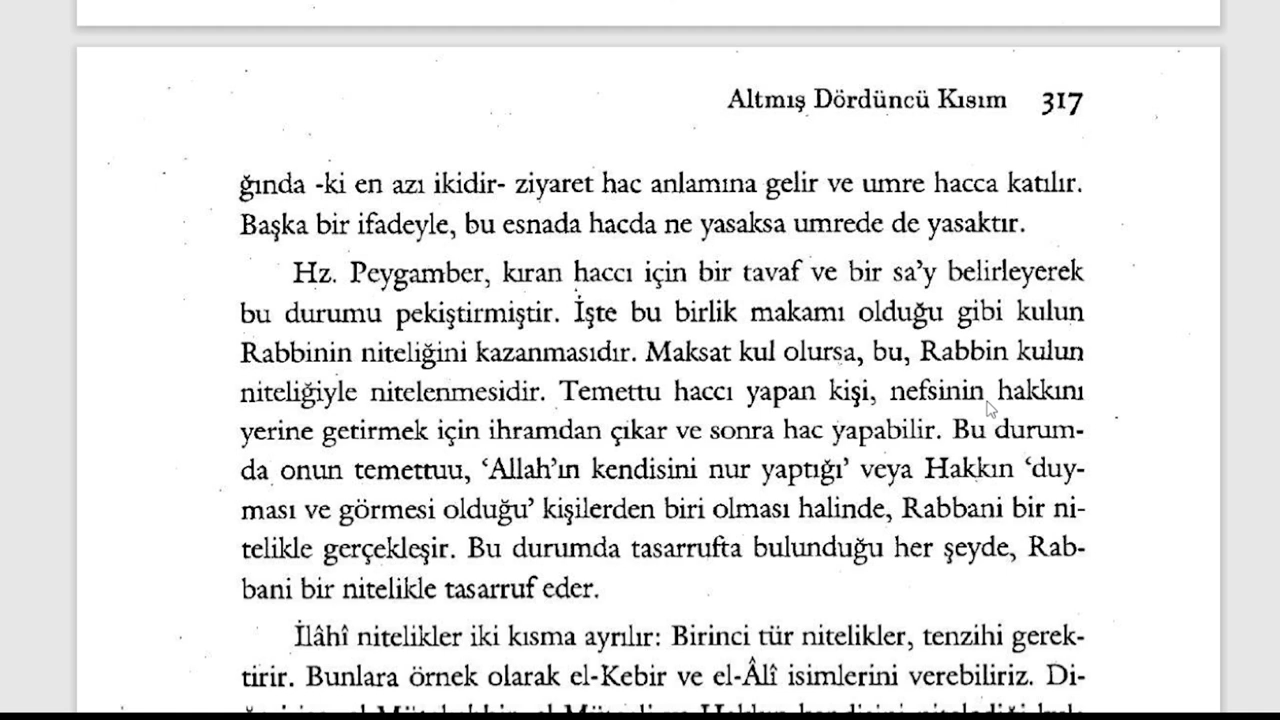 Altmış Dördüncü Kısım 317
ğında -ki en azı ikidir- ziyaret hac anlamına gelir ve umre hacca katılır.
Başka bir ifadeyle, bu esnada hacda ne yasaksa umrede de yasaktır.
Hz. Peygamber, kıran haccı için bir tavaf ve bir sa'y belirleyerek
bu durumu pekiştirmiştir. İşte bu birlik makamı olduğu gibi kulun
Rabbinin niteliğini kazanmasıdır. Maksat kul olursa, bu, Rabbin kulun
niteliğiyle nitelenmesidir. Temettu haccı yapan kişi, nefsinin hakkını
yerine getirmek için ihramdan çıkar ve sonra hac yapabilir. Bu durum-
da onun temettuu, ‘Allah’ın kendisini nur yaptığı’ veya Hakkın ‘duy-
ması ve görmesi olduğu’ kişilerden biri olması halinde, Rabbani bir ni-
telikle gerçekleşir. Bu durumda tasarrufta bulunduğu her şeyde, Rab-
bani bir nitelikle tasarruf eder.
İlâhî nitelikler iki kısma ayrılır: Birinci tür nitelikler, tenzihi gerek-
tirir. Bunlara örnek olarak el-Kebir ve el-Âlî isimlerini verebiliriz. Di-